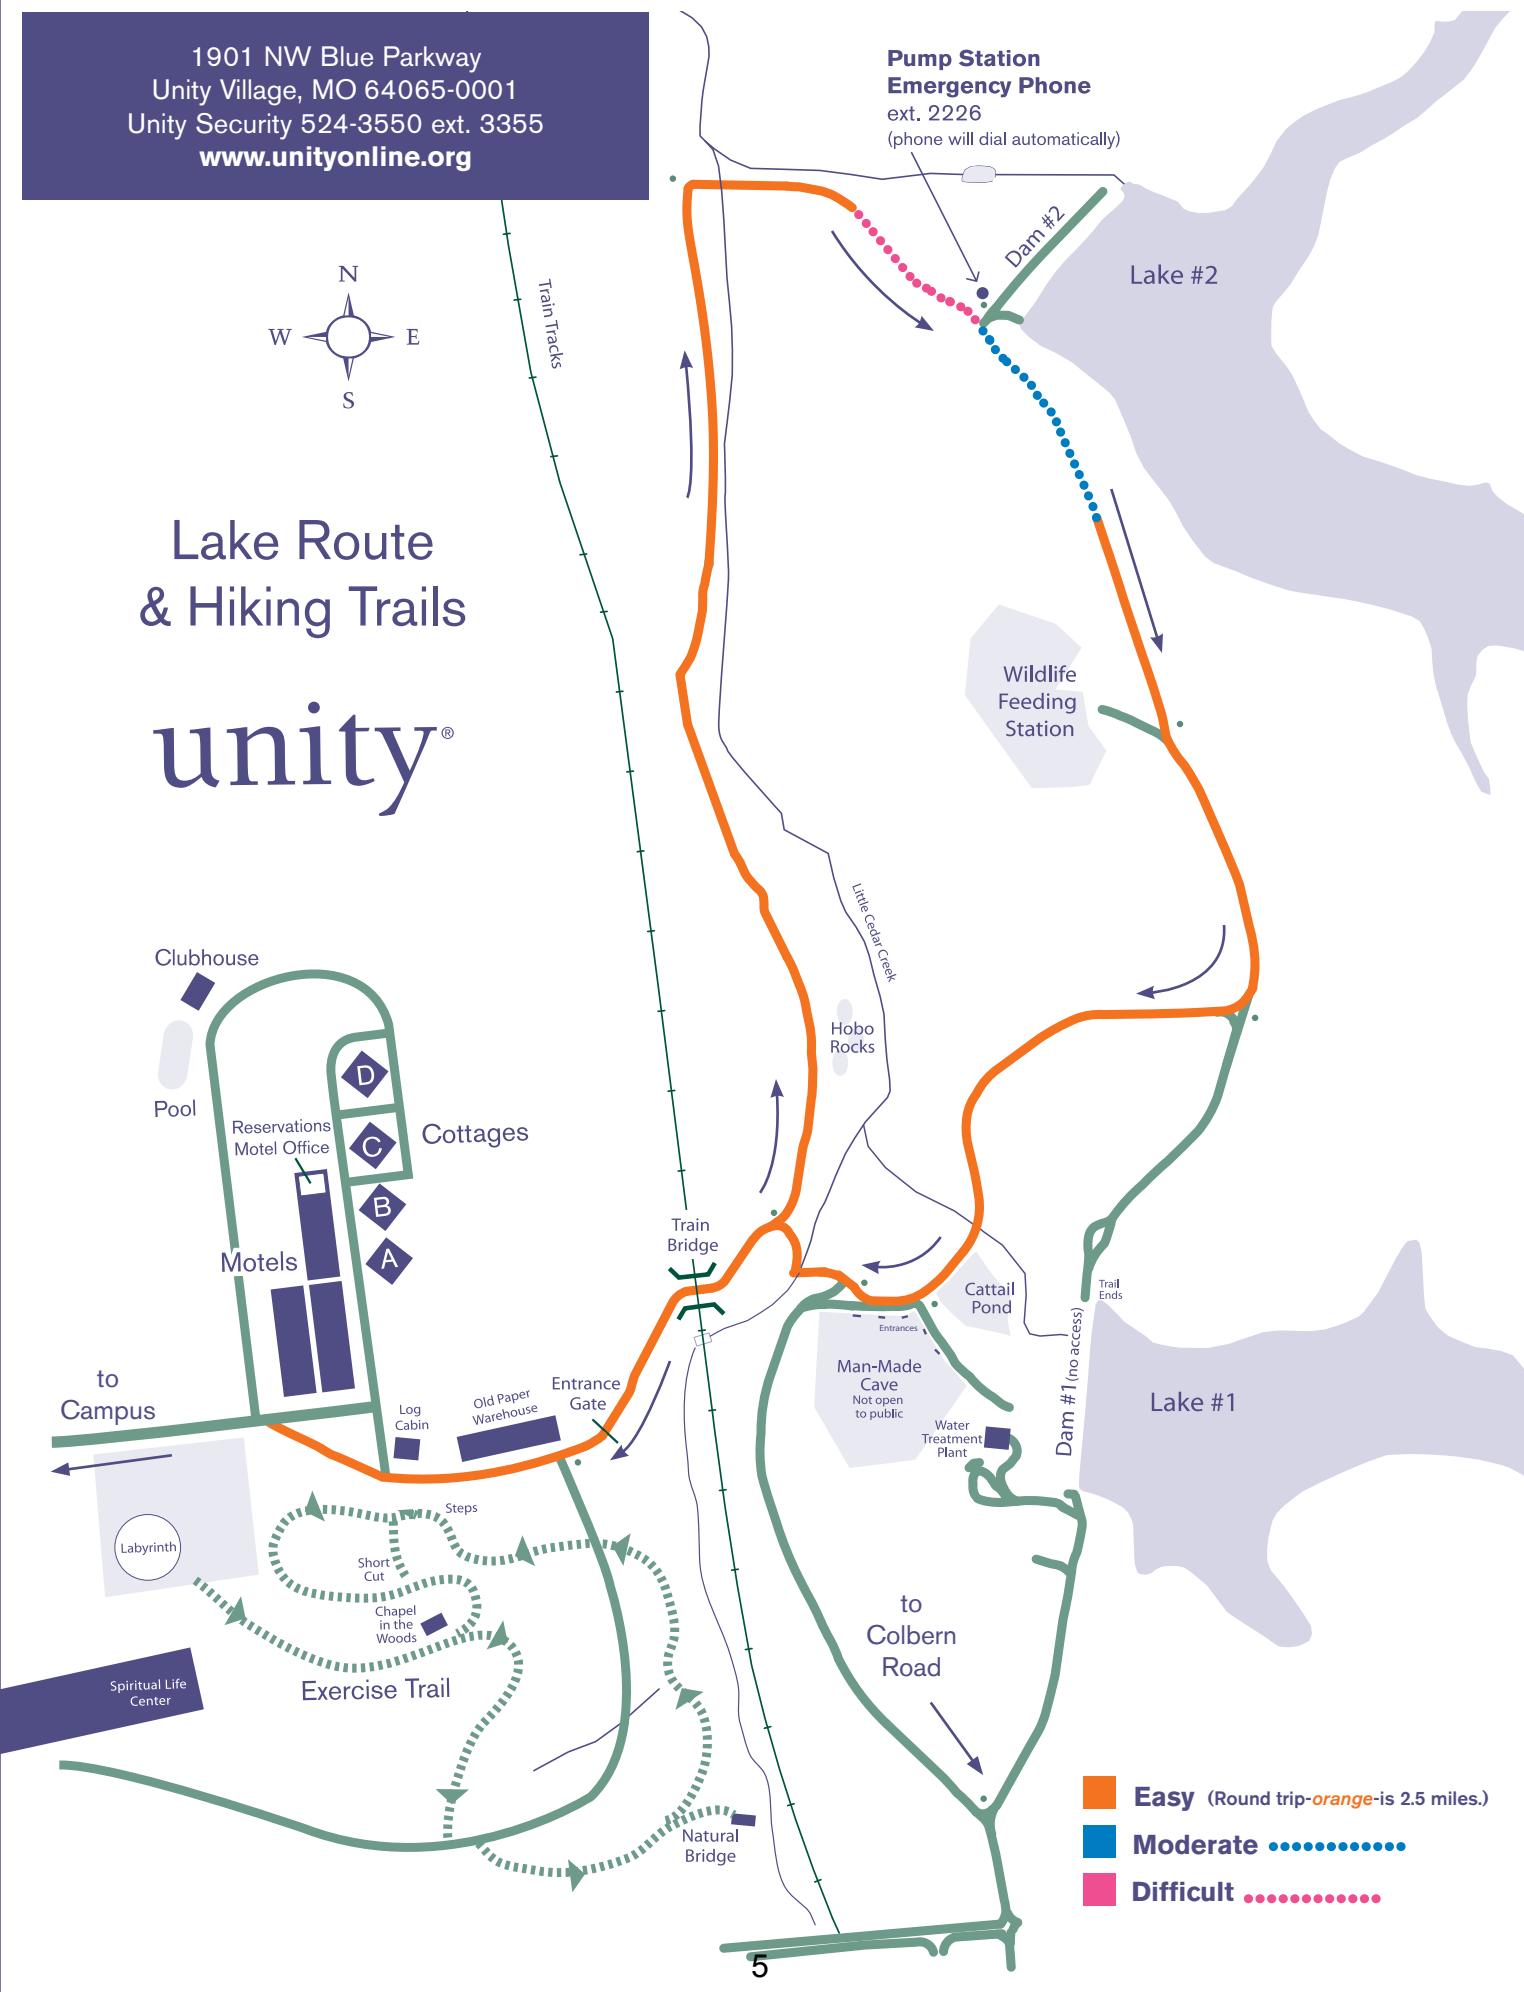 1901 NW Blue Parkway
Unity Village, MO 64065-0001
Unity Security 524-3550 ext. 3355
www.unityonline.org
Pump Station
Emergency Phone
ext. 2226
(phone will dial automatically)
Dam #2
Lake #2
Train Tracks
N
W
E
S
Lake Route
& Hiking Trails
unity®
Wildlife
Feeding
Station
Little Cedar Creek
Clubhouse
Pool
Hobo
Rocks
D
Reservations
Motel Office
C
Cottages
B
A
Motels
Train
Bridge
Cattail
Pond
Trail
Ends
Entrances
Man-Made
Cave
Not open
to public
Dam #1 (no access)
Lake #1
Water
Treatment
Plant
to
Campus
Log
Cabin
Old Paper
Warehouse
Entrance
Gate
Labyrinth
Steps
Short
Cut
Chapel
in the
Woods
Exercise Trail
Spiritual Life
Center
to
Colbern
Road
Natural
Bridge
Easy (Round trip-orange-is 2.5 miles.)
Moderate
Difficult
5